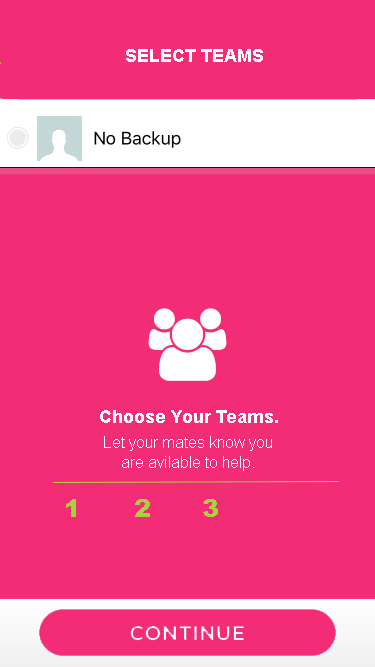 SELECT TEAMS
No Backup
Choose Your Teams.
Let your mates know you
are avilable to help.
1 2 3
CONTINUE